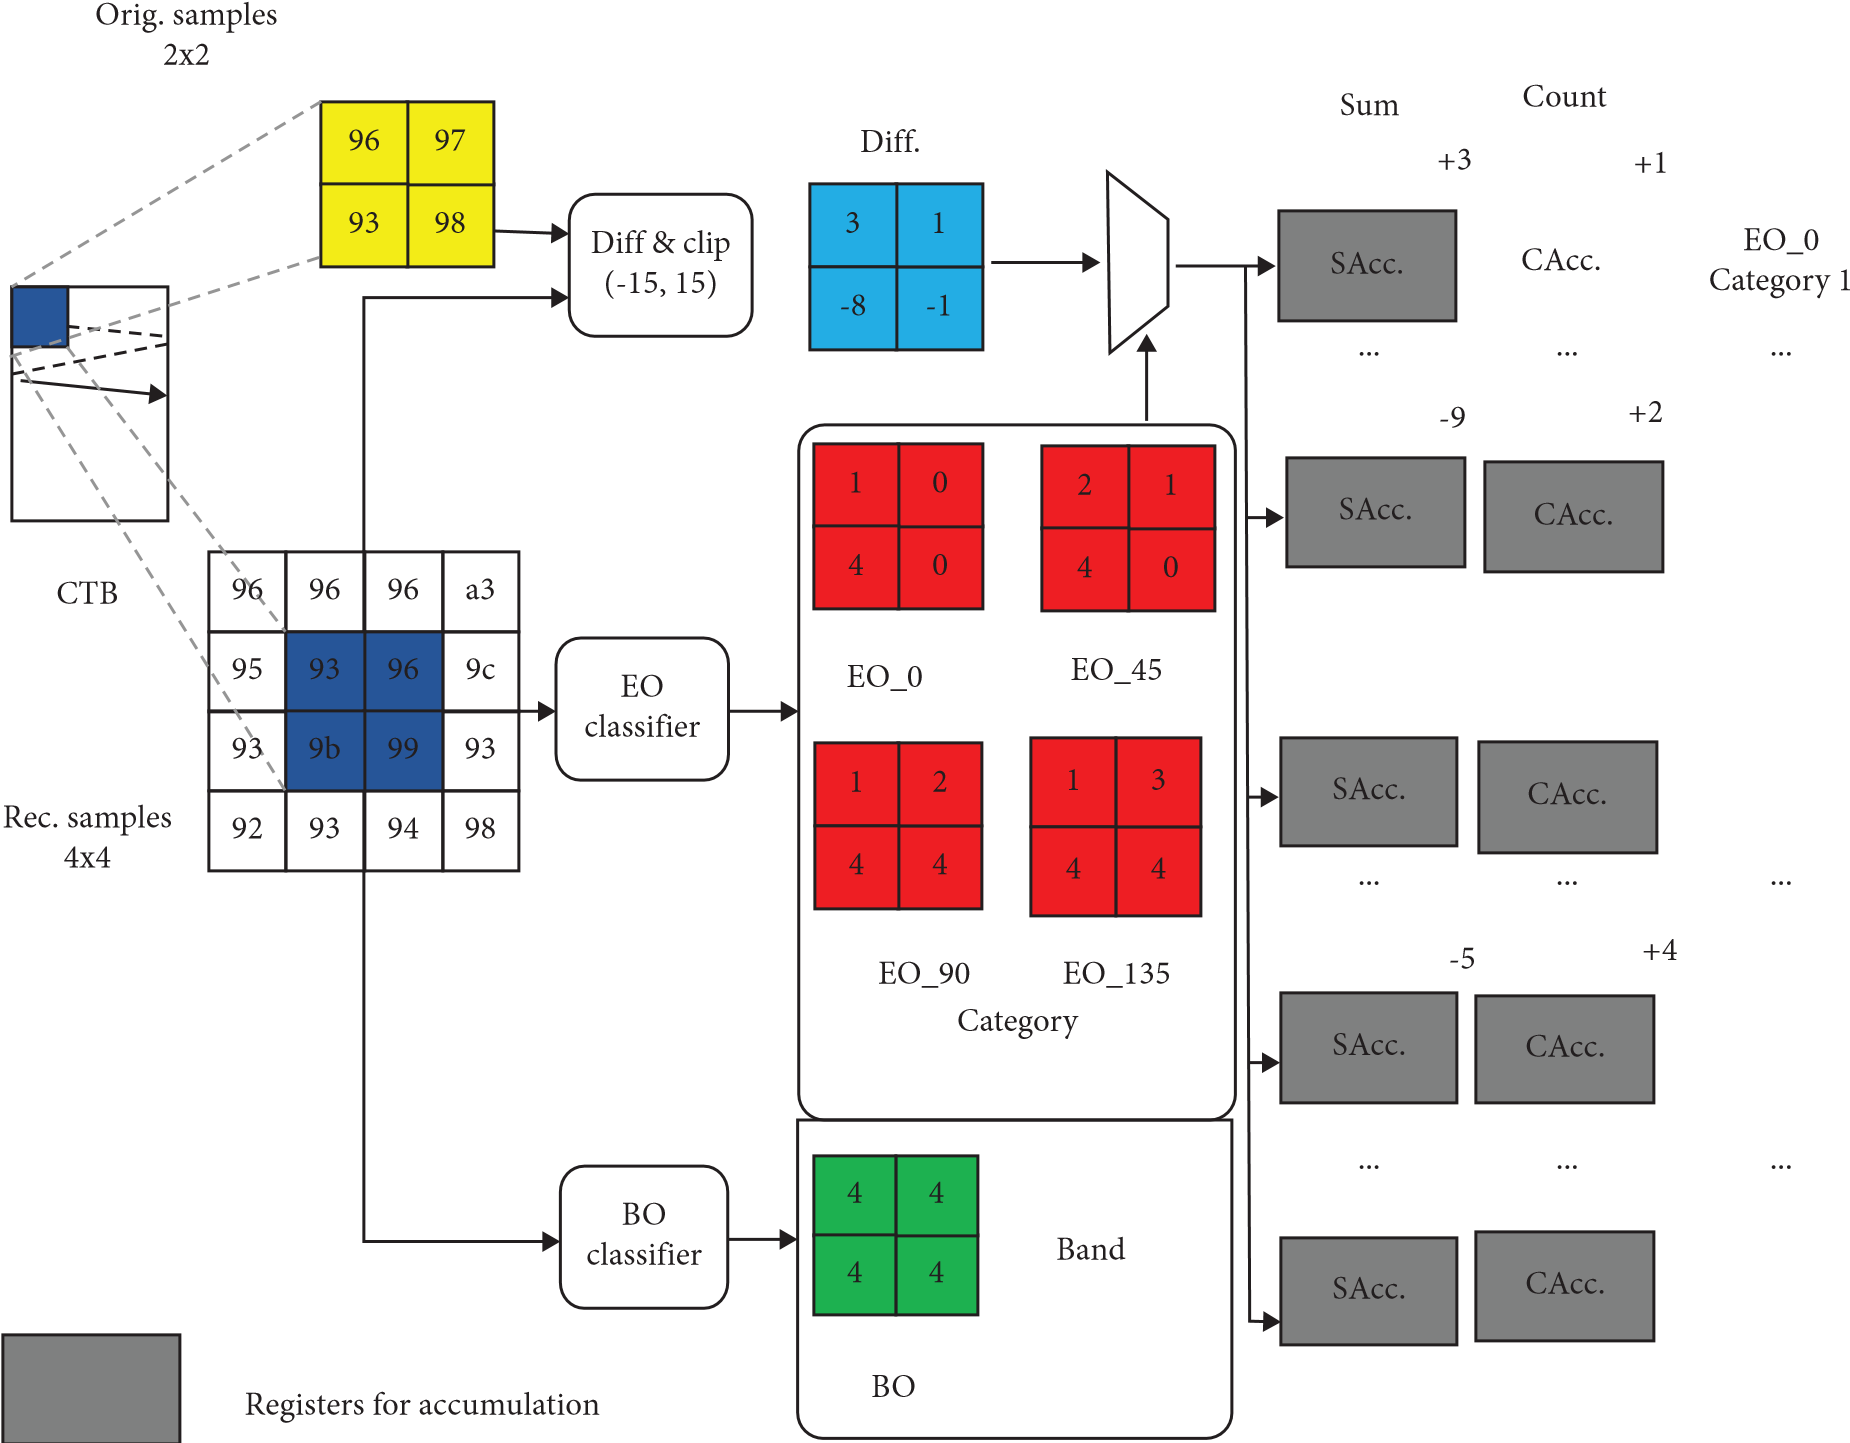 Orig. samples
2x2
96 97
93 98
Diff & clip
(-15, 15)
Diff.
3 1
-8 -1
Sum Count
+3 +1
SAcc. CAcc. EO_0
Category 1
... ... ...
-9 +2
SAcc. CAcc.
CTB
96 96 96 a3
95 93 96 9c
93 9b 99 93
92 93 94 98
Rec. samples
4x4
EO
classifier
1 0
4 0
EO_0
2 1
4 0
EO_45
1 2
4 4
EO_90
1 3
4 4
EO_135
Category
SAcc. CAcc.
... ... ...
-5 +4
SAcc. CAcc.
... ... ...
SAcc. CAcc.
BO
classifier
4 4
4 4
Band
BO
Registers for accumulation